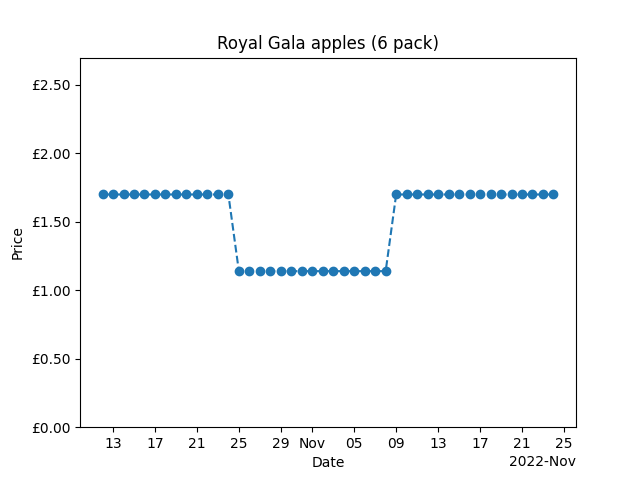 Royal Gala apples (6 pack)
£2.50
£2.00
£1.50
£1.00
£0.50
£0.00
Price
13 17 21 25 29 Nov 05 09 13 17 21 25
Date
2022-Nov